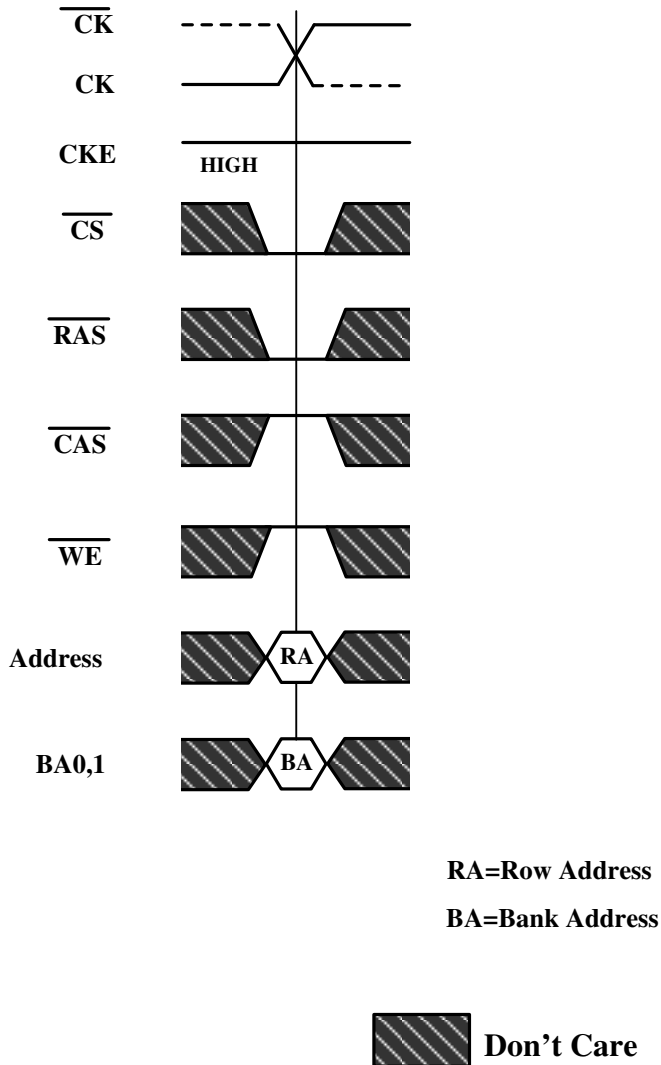 CK
CK
CKE
HIGH
CS
RAS
CAS
WE
Address
RA
BA0,1
BA
RA=Row Address
BA=Bank Address
Don't Care